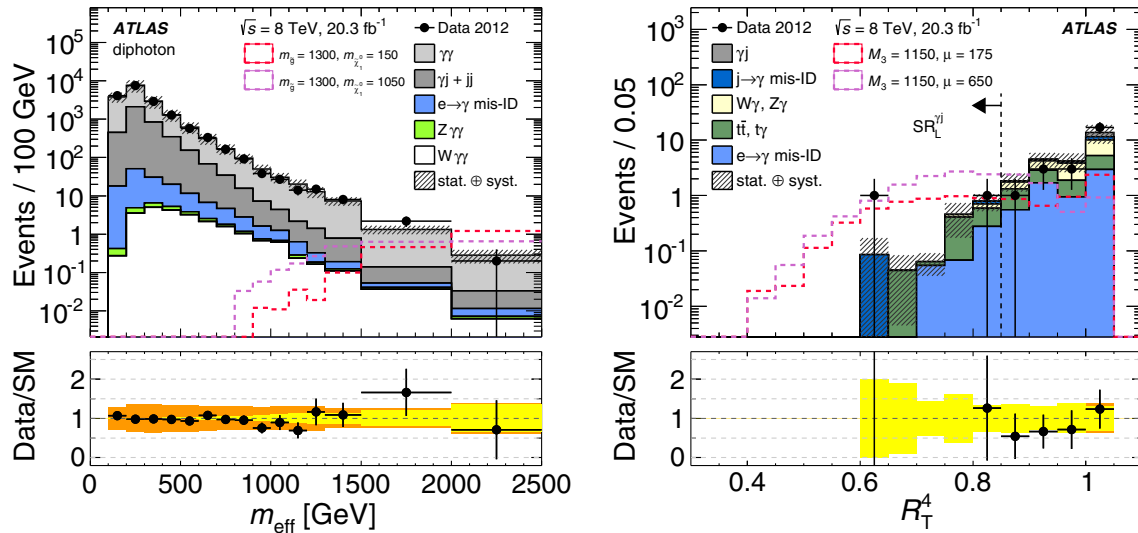 ATLAS
diphoton
√s = 8 TeV, 20.3 fb⁻¹
m_g̃ = 1300, m_χ̃₁⁰ = 150
m_g̃ = 1300, m_χ̃₁⁰ = 1050
Data 2012
γγ
γj + jj
e→γ mis-ID
Z γγ
W γγ
stat. ⊕ syst.
Events / 100 GeV
10⁵
10⁴
10³
10²
10
1
10⁻¹
10⁻²
Data/SM
2
1
0
0 500 1000 1500 2000 2500
m_eff [GeV]
√s = 8 TeV, 20.3 fb⁻¹
ATLAS
Data 2012
γj
j→γ mis-ID
Wγ, Zγ
tt̄, tγ
e→γ mis-ID
stat. ⊕ syst.
M₃ = 1150, μ = 175
M₃ = 1150, μ = 650
SR_L^γj
Events / 0.05
10⁴
10³
10²
10
1
10⁻¹
10⁻²
Data/SM
2
1
0
0.4 0.6 0.8 1
R_T⁴